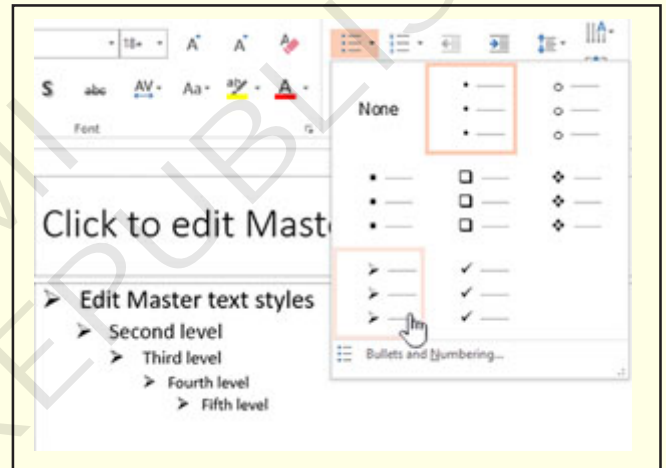 18+ A A
S abc AV Aa aby A
Font
None
Click to edit Mast
Edit Master text styles
Second level
Third level
Fourth level
Fifth level
Bullets and Numbering...